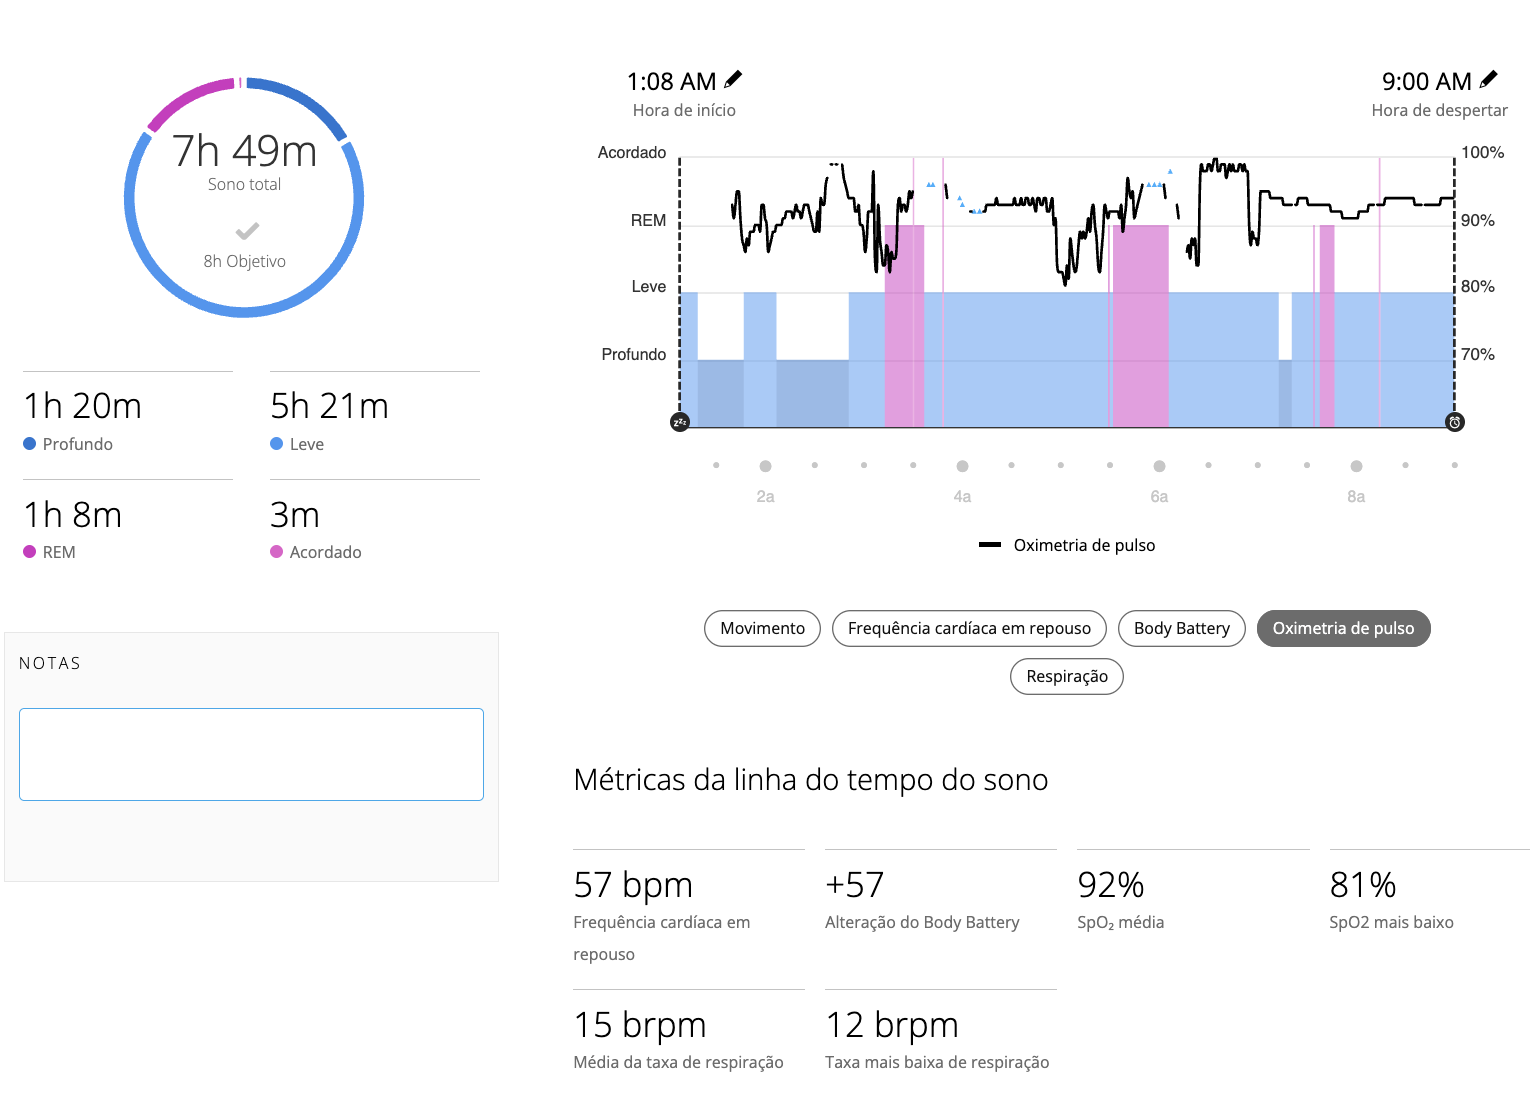 7h 49m
Sono total
8h Objetivo
1h 20m
Profundo
5h 21m
Leve
1h 8m
REM
3m
Acordado
NOTAS
1:08 AM
Hora de início
9:00 AM
Hora de despertar
Acordado
100%
REM
90%
Leve
80%
Profundo
70%
zzz
2a
4a
6a
8a
Oximetria de pulso
Movimento
Frequência cardíaca em repouso
Body Battery
Oximetria de pulso
Respiração
Métricas da linha do tempo do sono
57 bpm
Frequência cardíaca em
repouso
+57
Alteração do Body Battery
92%
SpO₂ média
81%
SpO2 mais baixo
15 brpm
Média da taxa de respiração
12 brpm
Taxa mais baixa de respiração